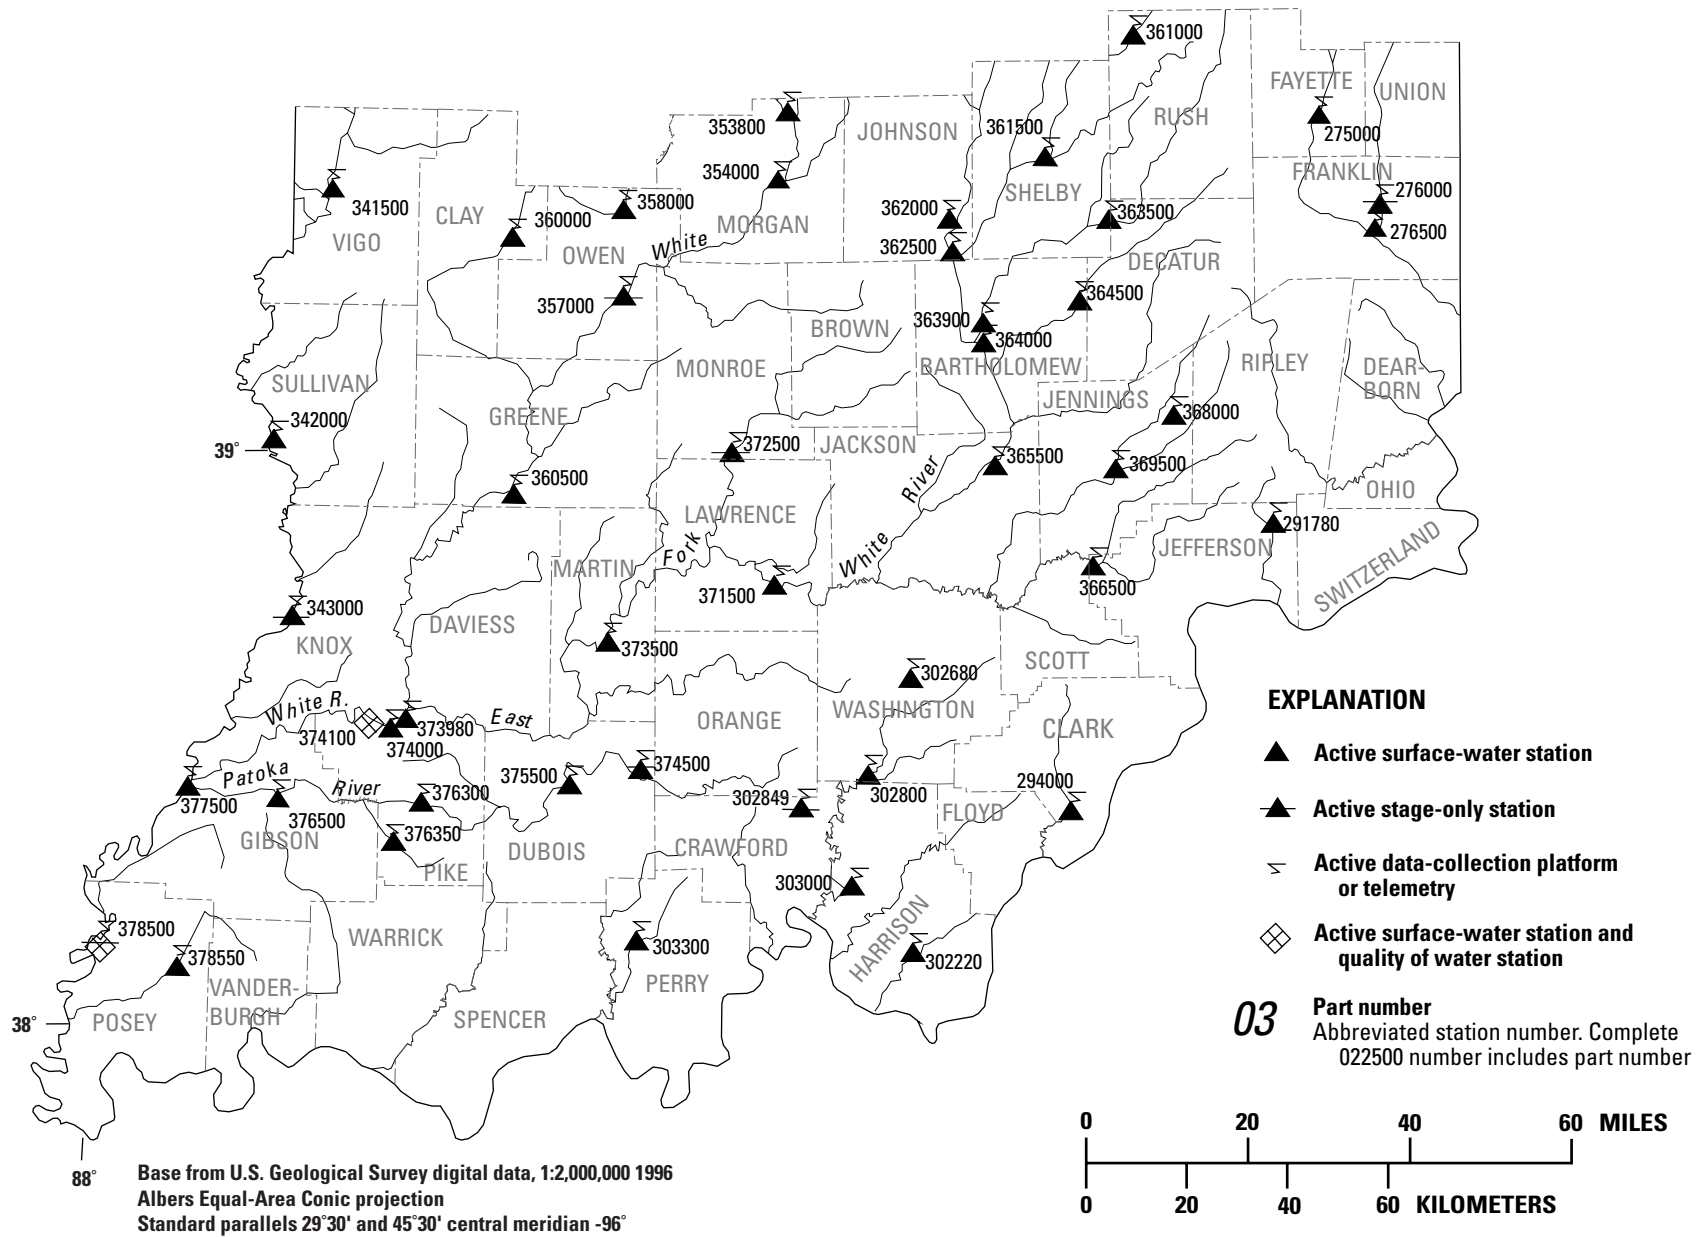 361000
FAYETTE
UNION
353800
JOHNSON
361500
RUSH
275000
354000
SHELBY
FRANKLIN
276000
341500
CLAY
360000
358000
MORGAN
362000
363500
276500
VIGO
OWEN
White
362500
DECATUR
357000
364500
363900
BROWN
364000
MONROE
BARTHOLOMEW
RIPLEY
DEAR-
BORN
SULLIVAN
JENNINGS
342000
GREENE
368000
39°
372500
JACKSON
365500
369500
360500
River
OHIO
LAWRENCE
291780
Fork
White
JEFFERSON
MARTIN
SWITZERLAND
371500
366500
343000
DAVIESS
KNOX
373500
SCOTT
302680
White R.
East
ORANGE
WASHINGTON
CLARK
374100
373980
374000
Patoka
River
375500
374500
377500
376500
376300
302849
302800
294000
376350
GIBSON
PIKE
DUBOIS
CRAWFORD
FLOYD
303000
378500
WARRICK
HARRISON
378550
303300
302220
VANDER-
BURGH
PERRY
38°
POSEY
SPENCER
88°
EXPLANATION
Active surface-water station
Active stage-only station
Active data-collection platform
or telemetry
Active surface-water station and
quality of water station
03 Part number
Abbreviated station number. Complete
022500 number includes part number
0 20 40 60 MILES
0 20 40 60 KILOMETERS
Base from U.S. Geological Survey digital data, 1:2,000,000 1996
Albers Equal-Area Conic projection
Standard parallels 29°30' and 45°30' central meridian -96°